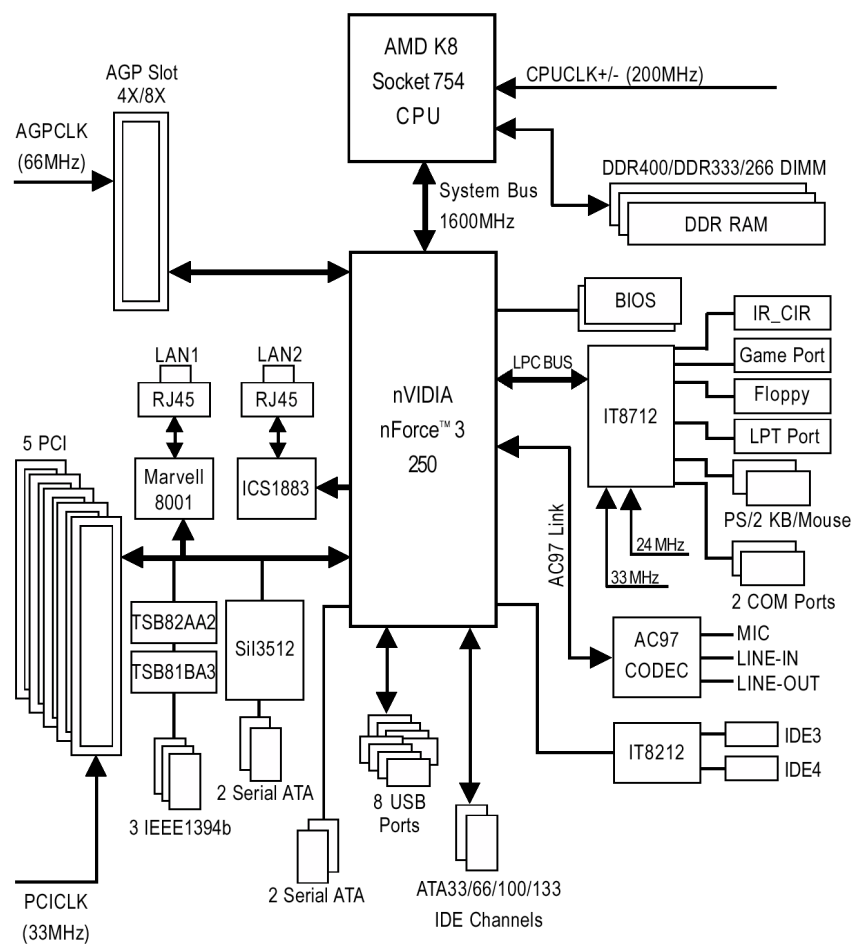 AMD K8
Socket 754
CPU
CPUCLK+/- (200MHz)
AGP Slot
4X/8X
AGPCLK
(66MHz)
System Bus
1600MHz
DDR400/DDR333/266 DIMM
DDR RAM
BIOS
IR_CIR
Game Port
Floppy
LPT Port
PS/2 KB/Mouse
2 COM Ports
LPC BUS
IT8712
24 MHz
33 MHz
nVIDIA
nForce™ 3
250
LAN1
RJ45
LAN2
RJ45
Marvell
8001
ICS1883
5 PCI
AC97 Link
TSB82AA2
TSB81BA3
SiI3512
AC97
CODEC
MIC
LINE-IN
LINE-OUT
IT8212
IDE3
IDE4
2 Serial ATA
3 IEEE1394b
8 USB
Ports
2 Serial ATA
ATA33/66/100/133
IDE Channels
PCICLK
(33MHz)